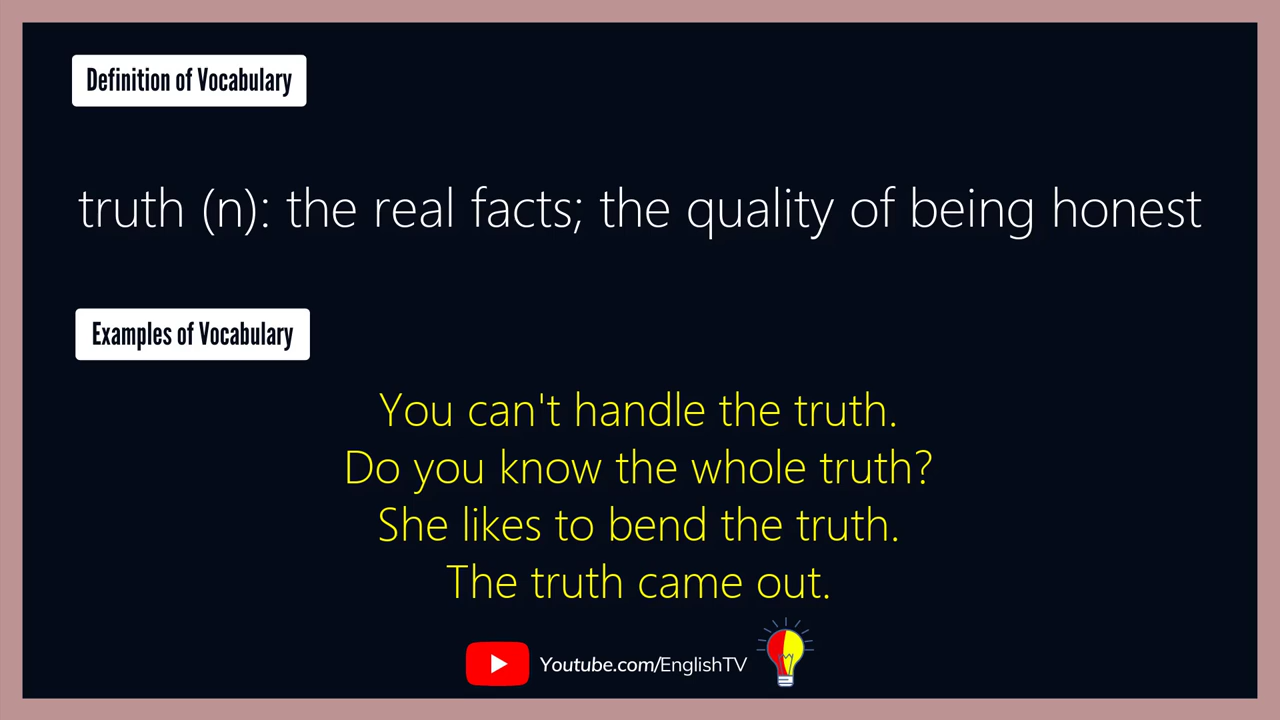 Definition of Vocabulary
truth (n): the real facts; the quality of being honest
Examples of Vocabulary
You can't handle the truth.
Do you know the whole truth?
She likes to bend the truth.
The truth came out.
Youtube.com/EnglishTV